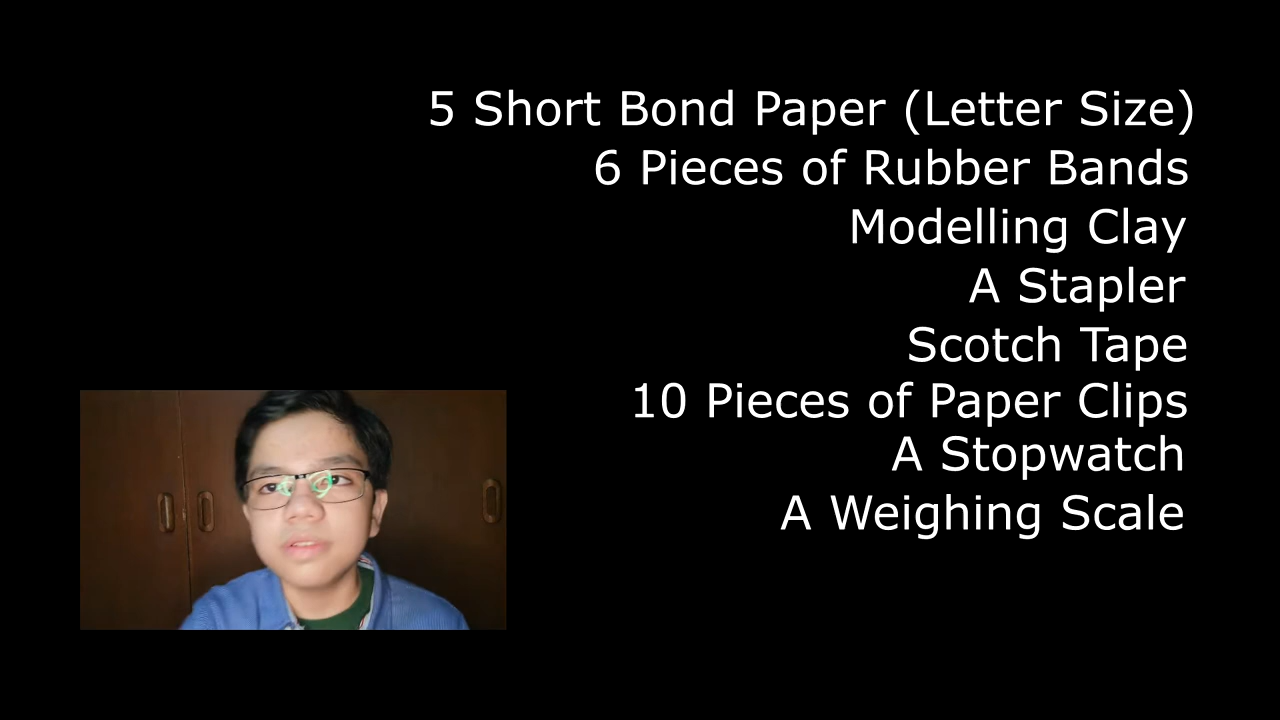 5 Short Bond Paper (Letter Size)
6 Pieces of Rubber Bands
Modelling Clay
A Stapler
Scotch Tape
10 Pieces of Paper Clips
A Stopwatch
A Weighing Scale